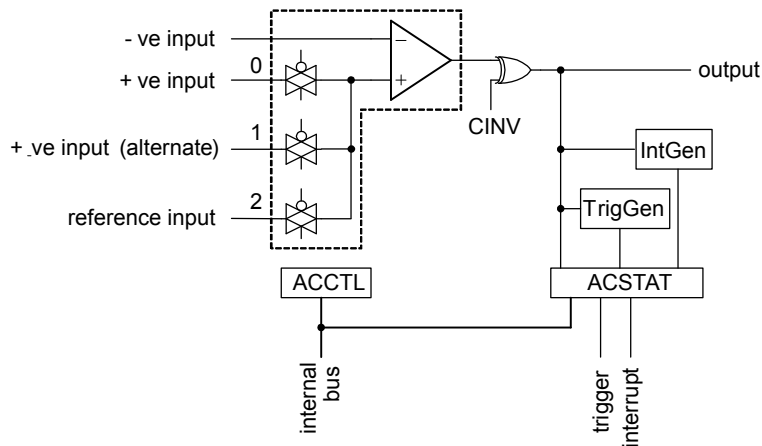 - ve input
−
0
+ ve input
+
output
CINV
1
+ -ve input (alternate)
IntGen
2
reference input
TrigGen
ACCTL
ACSTAT
internal
bus
trigger
interrupt